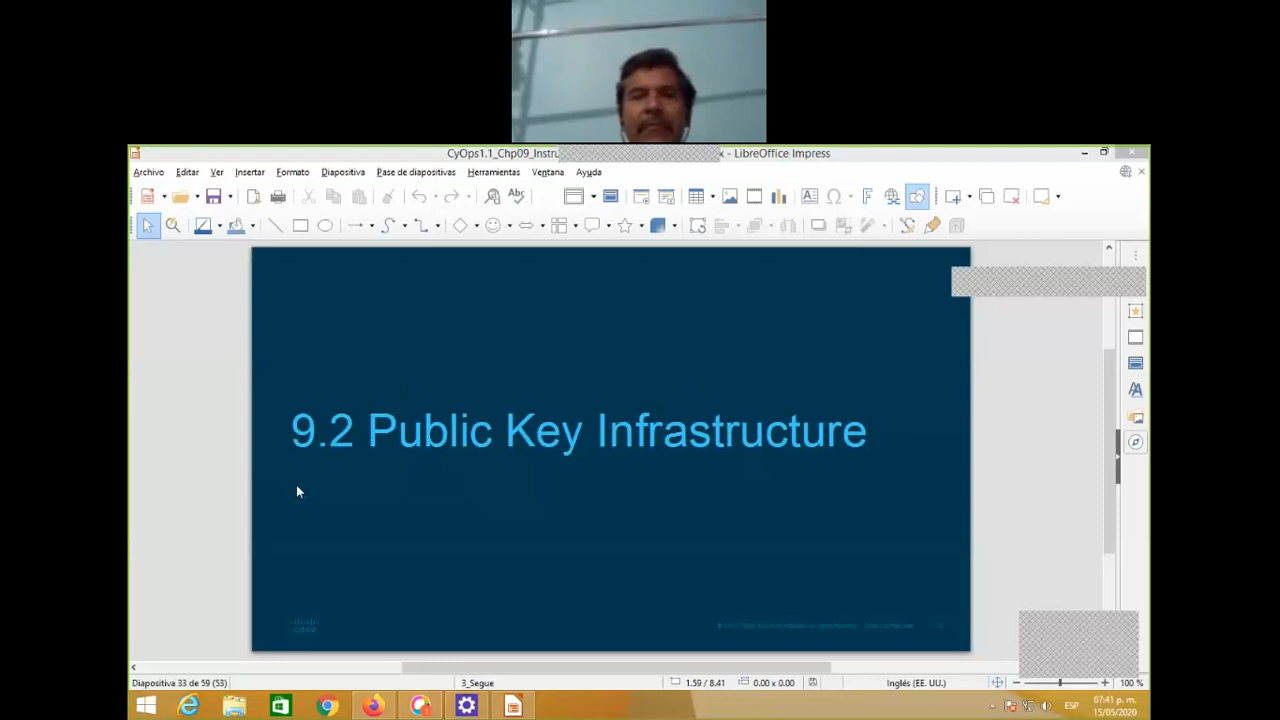 CyOps1.1_Chp09_Instru
x - LibreOffice Impress
Archivo Editar Ver Insertar Formato Diapositiva Pase de diapositivas Herramientas Ventana Ayuda
9.2 Public Key Infrastructure
CISCO
Diapositiva 33 de 59 (53) 3_Segue 1.59 / 8.41 0.00 x 0.00 Inglés (EE. UU.) 100 %
ESP
07:41 p. m.
15/05/2020